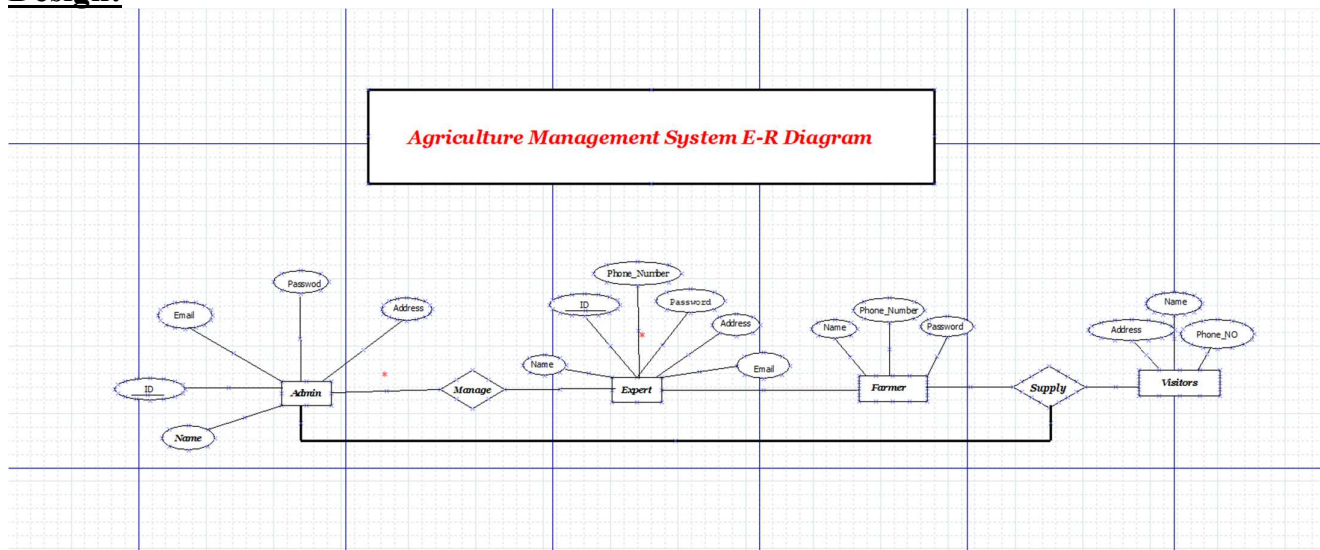 Design:
Agriculture Management System E-R Diagram
Phone_Number
Passwod
ID
Password
Name
Email
Address
Phone_Number
Address
Name
Password
Address
Phone_NO
Name
Email
ID
Admin
*
Manage
*
Expert
Farmer
Supply
Visitors
Name